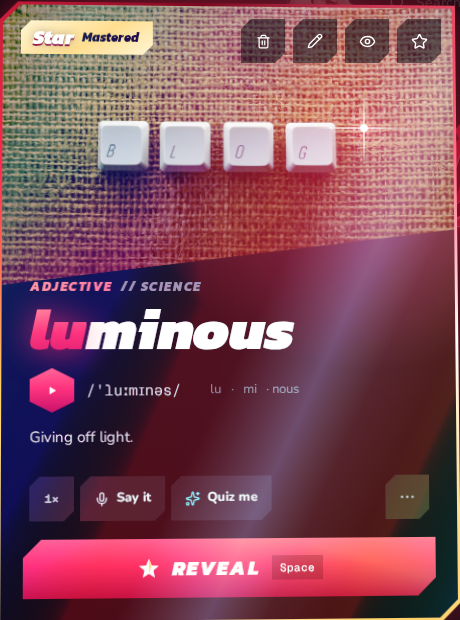 Star Mastered
B L O G
ADJECTIVE // SCIENCE
luminous
/ˈluːmɪnəs/ lu · mi · nous
Giving off light.
1× Say it Quiz me
REVEAL Space